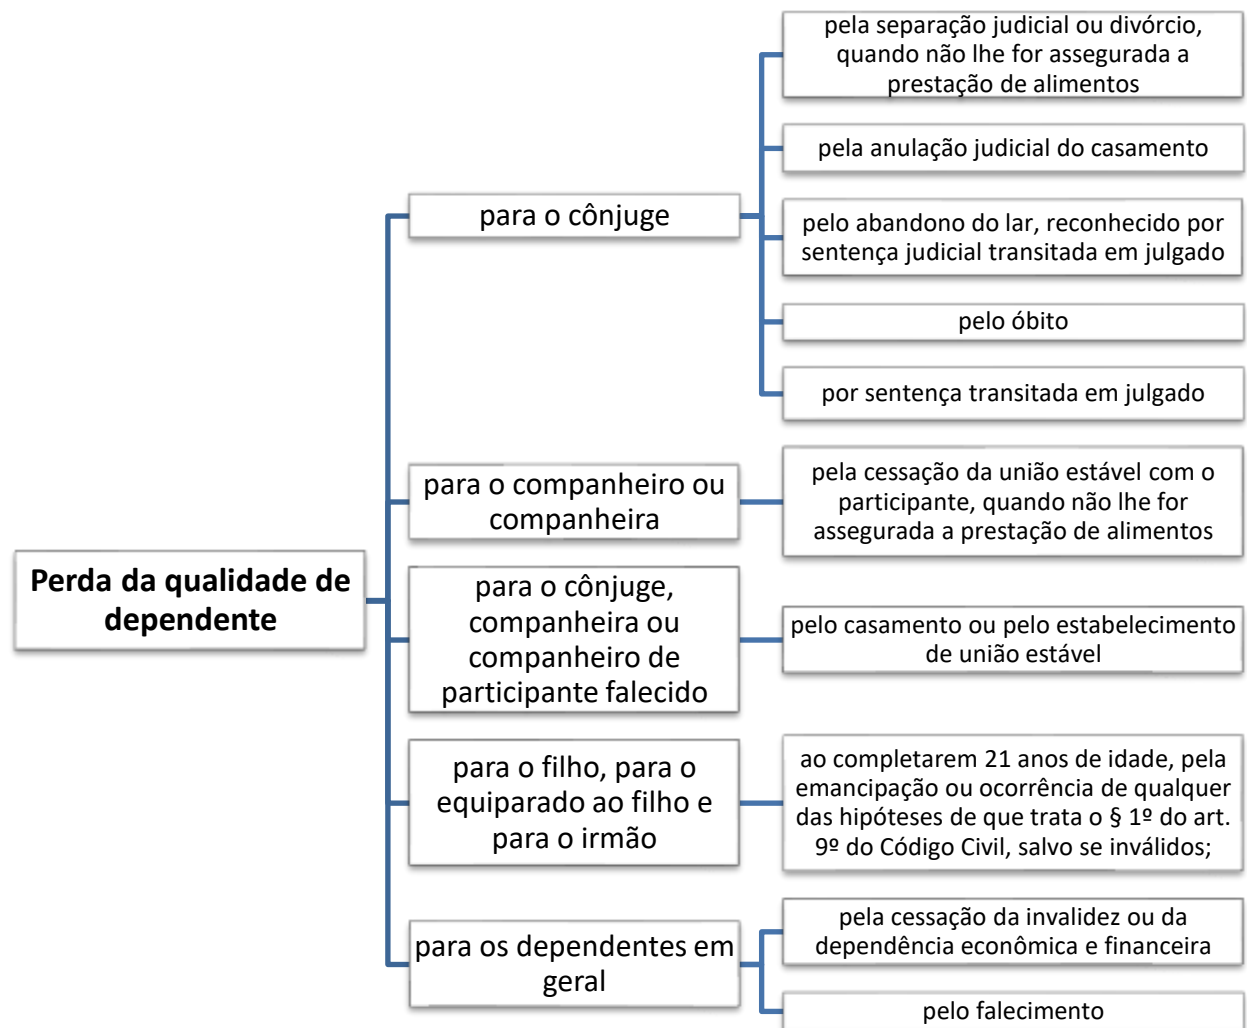 Perda da qualidade de
dependente
para o cônjuge
pela separação judicial ou divórcio,
quando não lhe for assegurada a
prestação de alimentos
pela anulação judicial do casamento
pelo abandono do lar, reconhecido por
sentença judicial transitada em julgado
pelo óbito
por sentença transitada em julgado
para o companheiro ou
companheira
pela cessação da união estável com o
participante, quando não lhe for
assegurada a prestação de alimentos
para o cônjuge,
companheira ou
companheiro de
participante falecido
pelo casamento ou pelo estabelecimento
de união estável
para o filho, para o
equiparado ao filho e
para o irmão
ao completarem 21 anos de idade, pela
emancipação ou ocorrência de qualquer
das hipóteses de que trata o § 1º do art.
9º do Código Civil, salvo se inválidos;
para os dependentes em
geral
pela cessação da invalidez ou da
dependência econômica e financeira
pelo falecimento